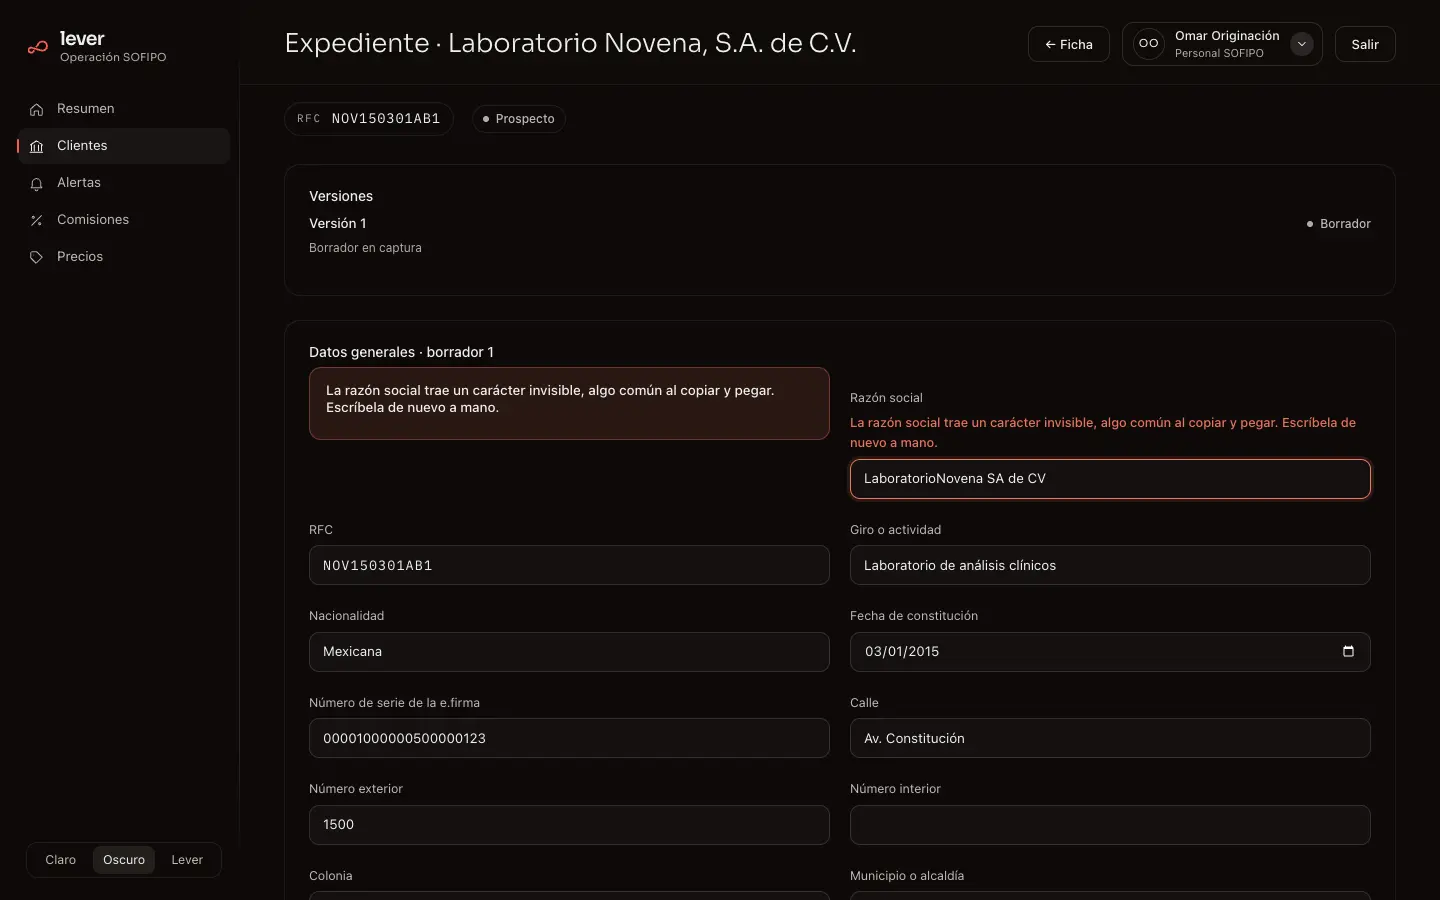 lever
Operación SOFIPO
Resumen
Clientes
Alertas
Comisiones
Precios
Claro
Oscuro
Lever
Expediente · Laboratorio Novena, S.A. de C.V.
← Ficha
OO
Omar Originación
Personal SOFIPO
Salir
RFC NOV150301AB1
Prospecto
Versiones
Versión 1
Borrador
Borrador en captura
Datos generales · borrador 1
La razón social trae un carácter invisible, algo común al copiar y pegar.
Escríbela de nuevo a mano.
Razón social
La razón social trae un carácter invisible, algo común al copiar y pegar. Escríbela de
nuevo a mano.
LaboratorioNovena SA de CV
RFC
NOV150301AB1
Giro o actividad
Laboratorio de análisis clínicos
Nacionalidad
Mexicana
Fecha de constitución
03/01/2015
Número de serie de la e.firma
00001000000500000123
Calle
Av. Constitución
Número exterior
1500
Número interior
Colonia
Municipio o alcaldía